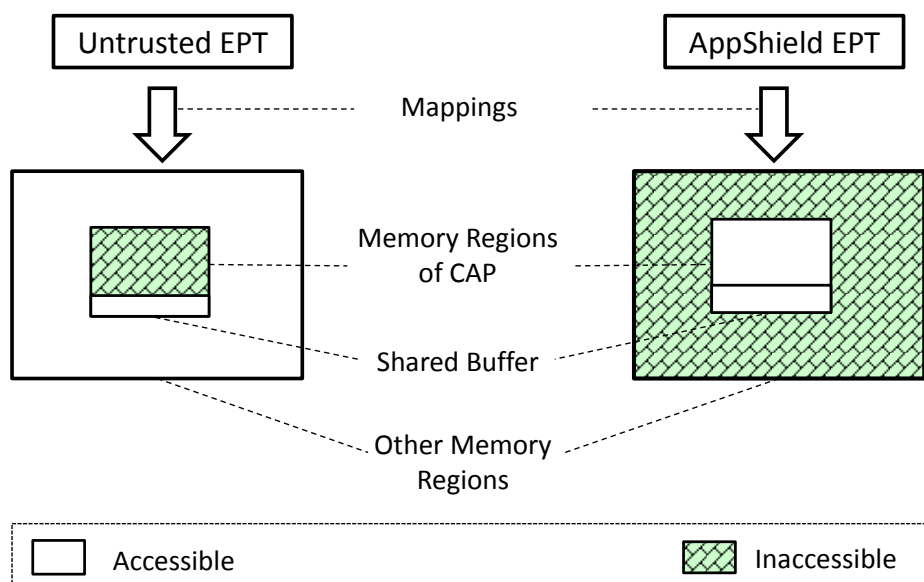 Untrusted EPT
AppShield EPT
Mappings
Memory Regions
of CAP
Shared Buffer
Other Memory
Regions
Accessible
Inaccessible